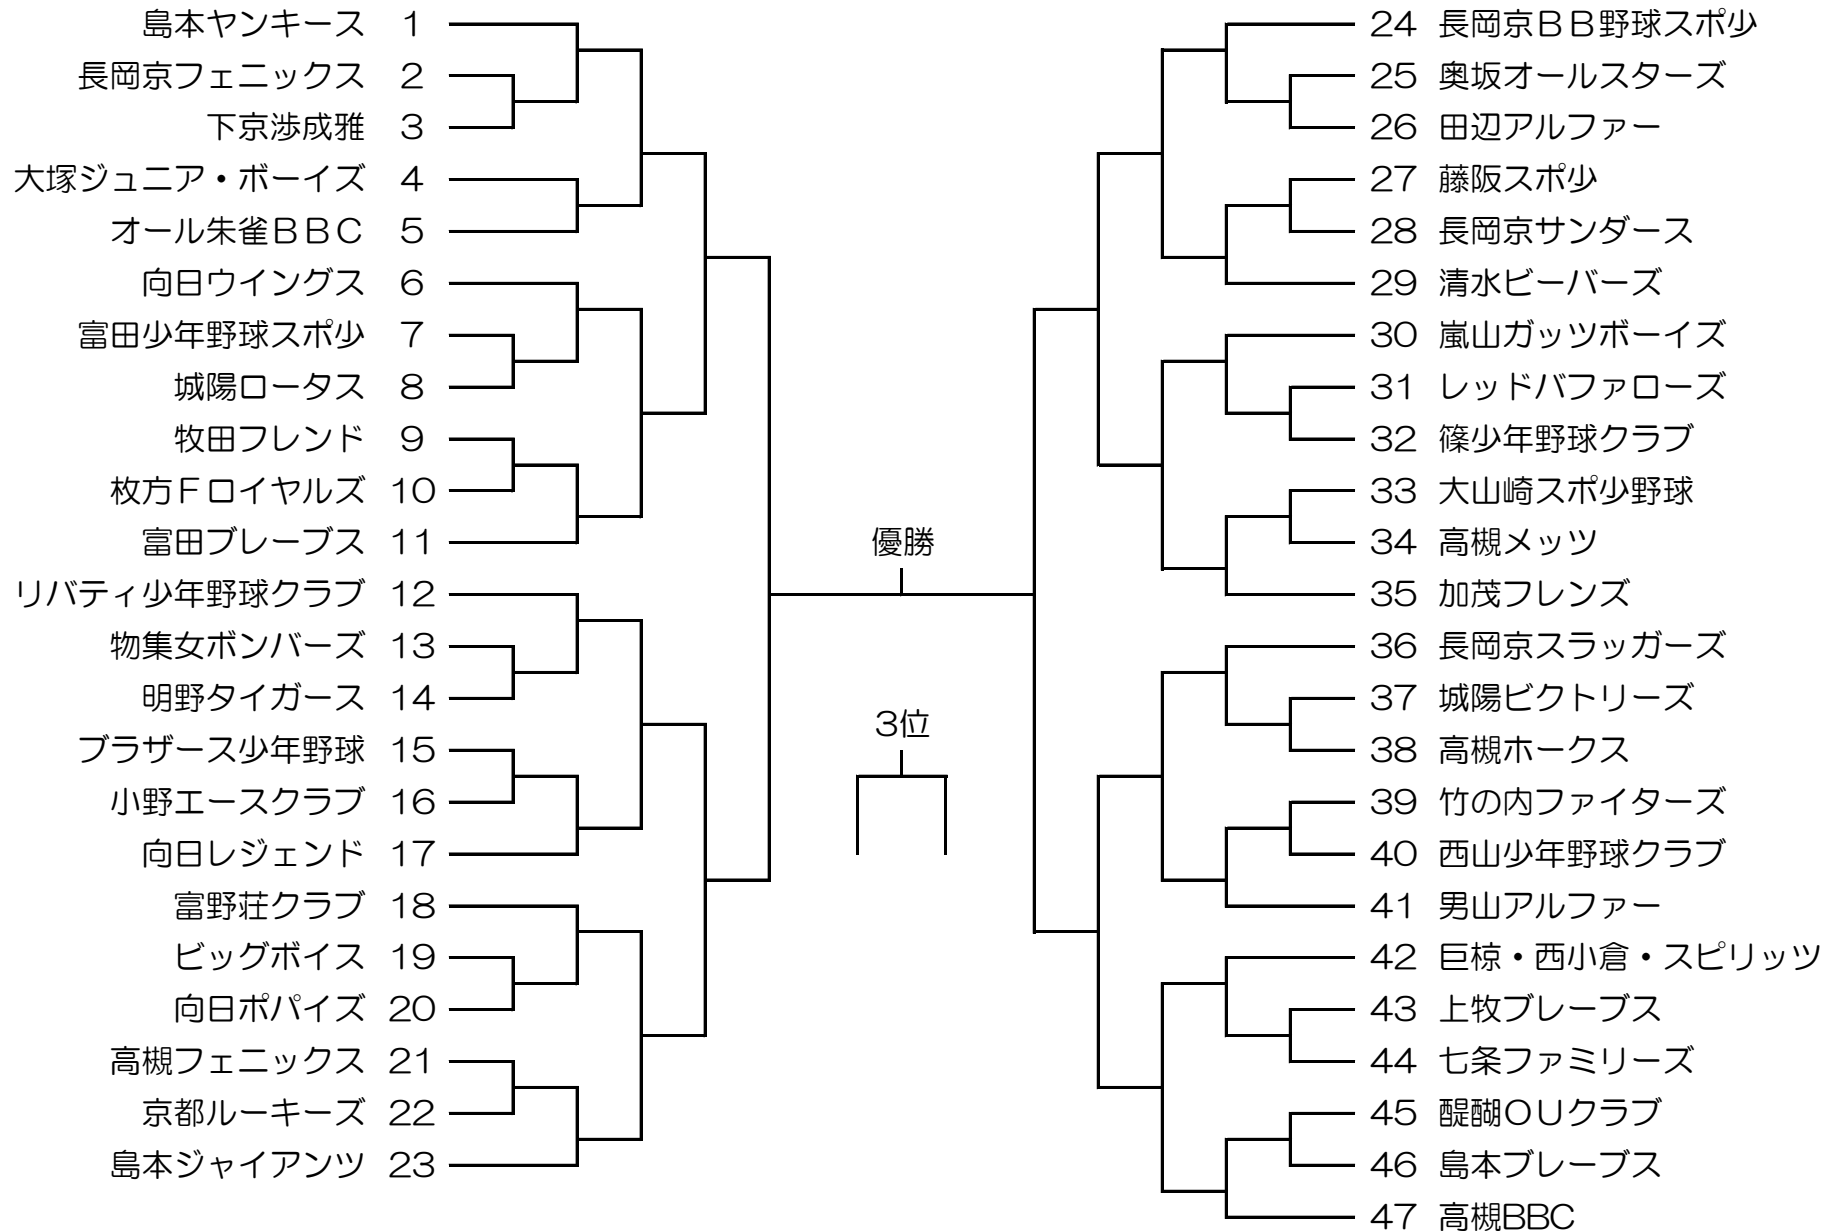 島本ヤンキース 1
長岡京フェニックス 2
下京渉成雅 3
大塚ジュニア・ボーイズ 4
オール朱雀ＢＢＣ 5
向日ウイングス 6
富田少年野球スポ少 7
城陽ロータス 8
牧田フレンド 9
枚方Ｆロイヤルズ 10
富田ブレーブス 11
リバティ少年野球クラブ 12
物集女ボンバーズ 13
明野タイガース 14
ブラザース少年野球 15
小野エースクラブ 16
向日レジェンド 17
富野荘クラブ 18
ビッグボイス 19
向日ポパイズ 20
高槻フェニックス 21
京都ルーキーズ 22
島本ジャイアンツ 23
優勝
3位
24 長岡京ＢＢ野球スポ少
25 奥坂オールスターズ
26 田辺アルファー
27 藤阪スポ少
28 長岡京サンダース
29 清水ビーバーズ
30 嵐山ガッツボーイズ
31 レッドバファローズ
32 篠少年野球クラブ
33 大山崎スポ少野球
34 高槻メッツ
35 加茂フレンズ
36 長岡京スラッガーズ
37 城陽ビクトリーズ
38 高槻ホークス
39 竹の内ファイターズ
40 西山少年野球クラブ
41 男山アルファー
42 巨椋・西小倉・スピリッツ
43 上牧ブレーブス
44 七条ファミリーズ
45 醍醐ＯＵクラブ
46 島本ブレーブス
47 高槻BBC